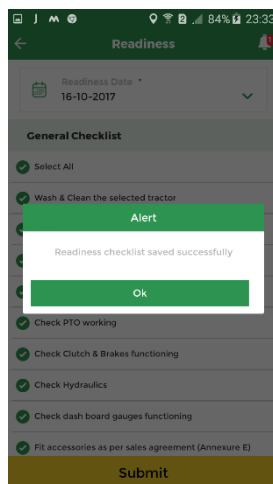 84% 23:33
Readiness
1
Readiness Date *
16-10-2017
General Checklist
Select All
Wash & Clean the selected tractor
Alert
Readiness checklist saved successfully
Ok
Check PTO working
Check Clutch & Brakes functioning
Check Hydraulics
Check dash board gauges functioning
Fit accessories as per sales agreement (Annexure E)
Submit